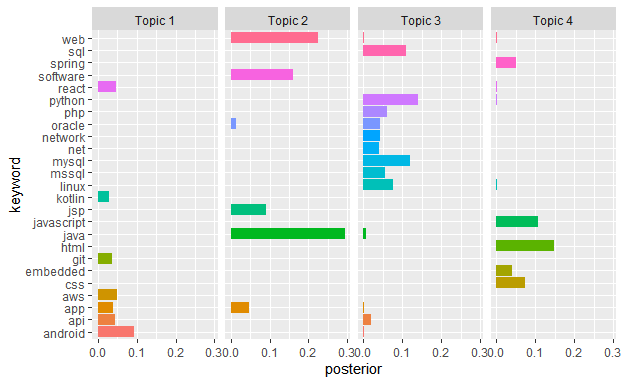 Topic 1 Topic 2 Topic 3 Topic 4
web
sql
spring
software
react
python
php
oracle
network
net
mysql
mssql
linux
kotlin
jsp
javascript
java
html
git
embedded
css
aws
app
api
android
keyword
0.0 0.1 0.2 0.3 0.0 0.1 0.2 0.3 0.0 0.1 0.2 0.3 0.0 0.1 0.2 0.3
posterior